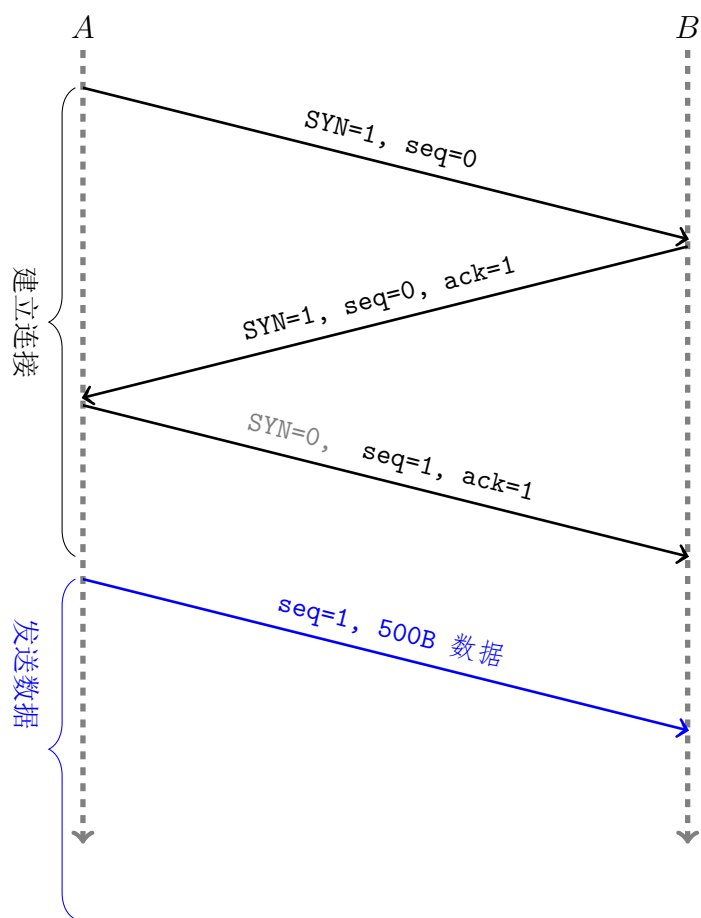 A
B
SYN=1, seq=0
SYN=1, seq=0, ack=1
SYN=0, seq=1, ack=1
建立连接
seq=1, 500B 数据
发送数据